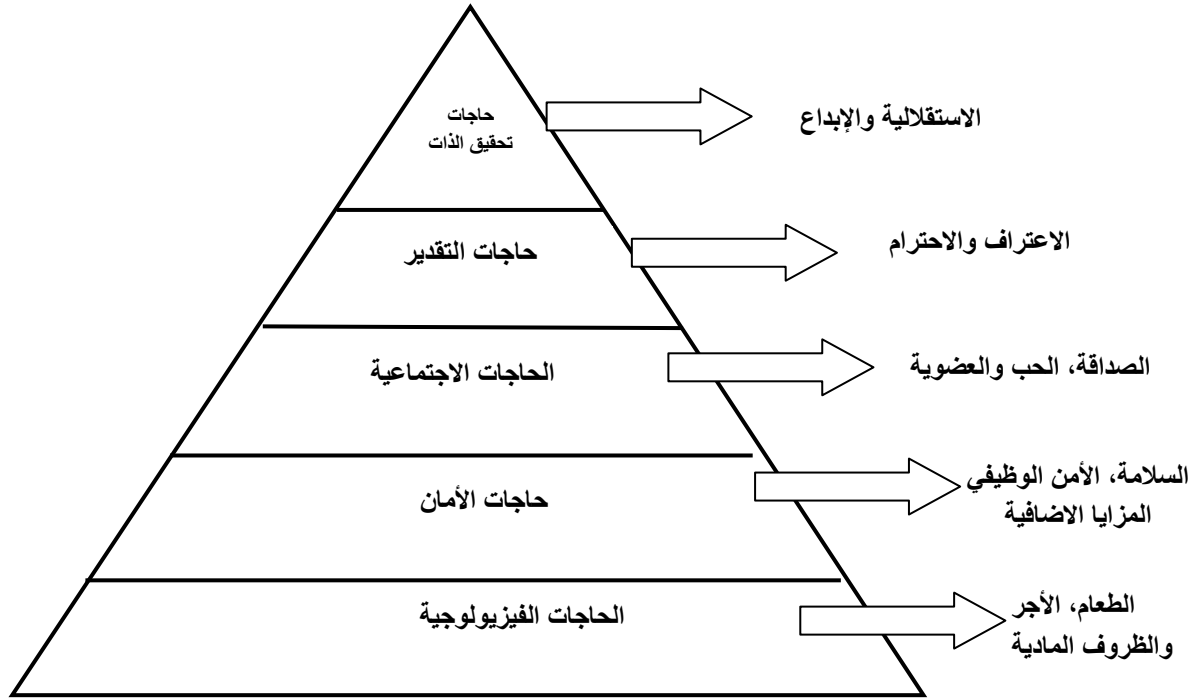 حاجات
تحقيق الذات
الاستقلالية والإبداع
حاجات التقدير
الاعتراف والاحترام
الحاجات الاجتماعية
الصداقة، الحب والعضوية
حاجات الأمان
السلامة، الأمن الوظيفي
المزايا الاضافية
الحاجات الفيزيولوجية
الطعام، الأجر
والظروف المادية